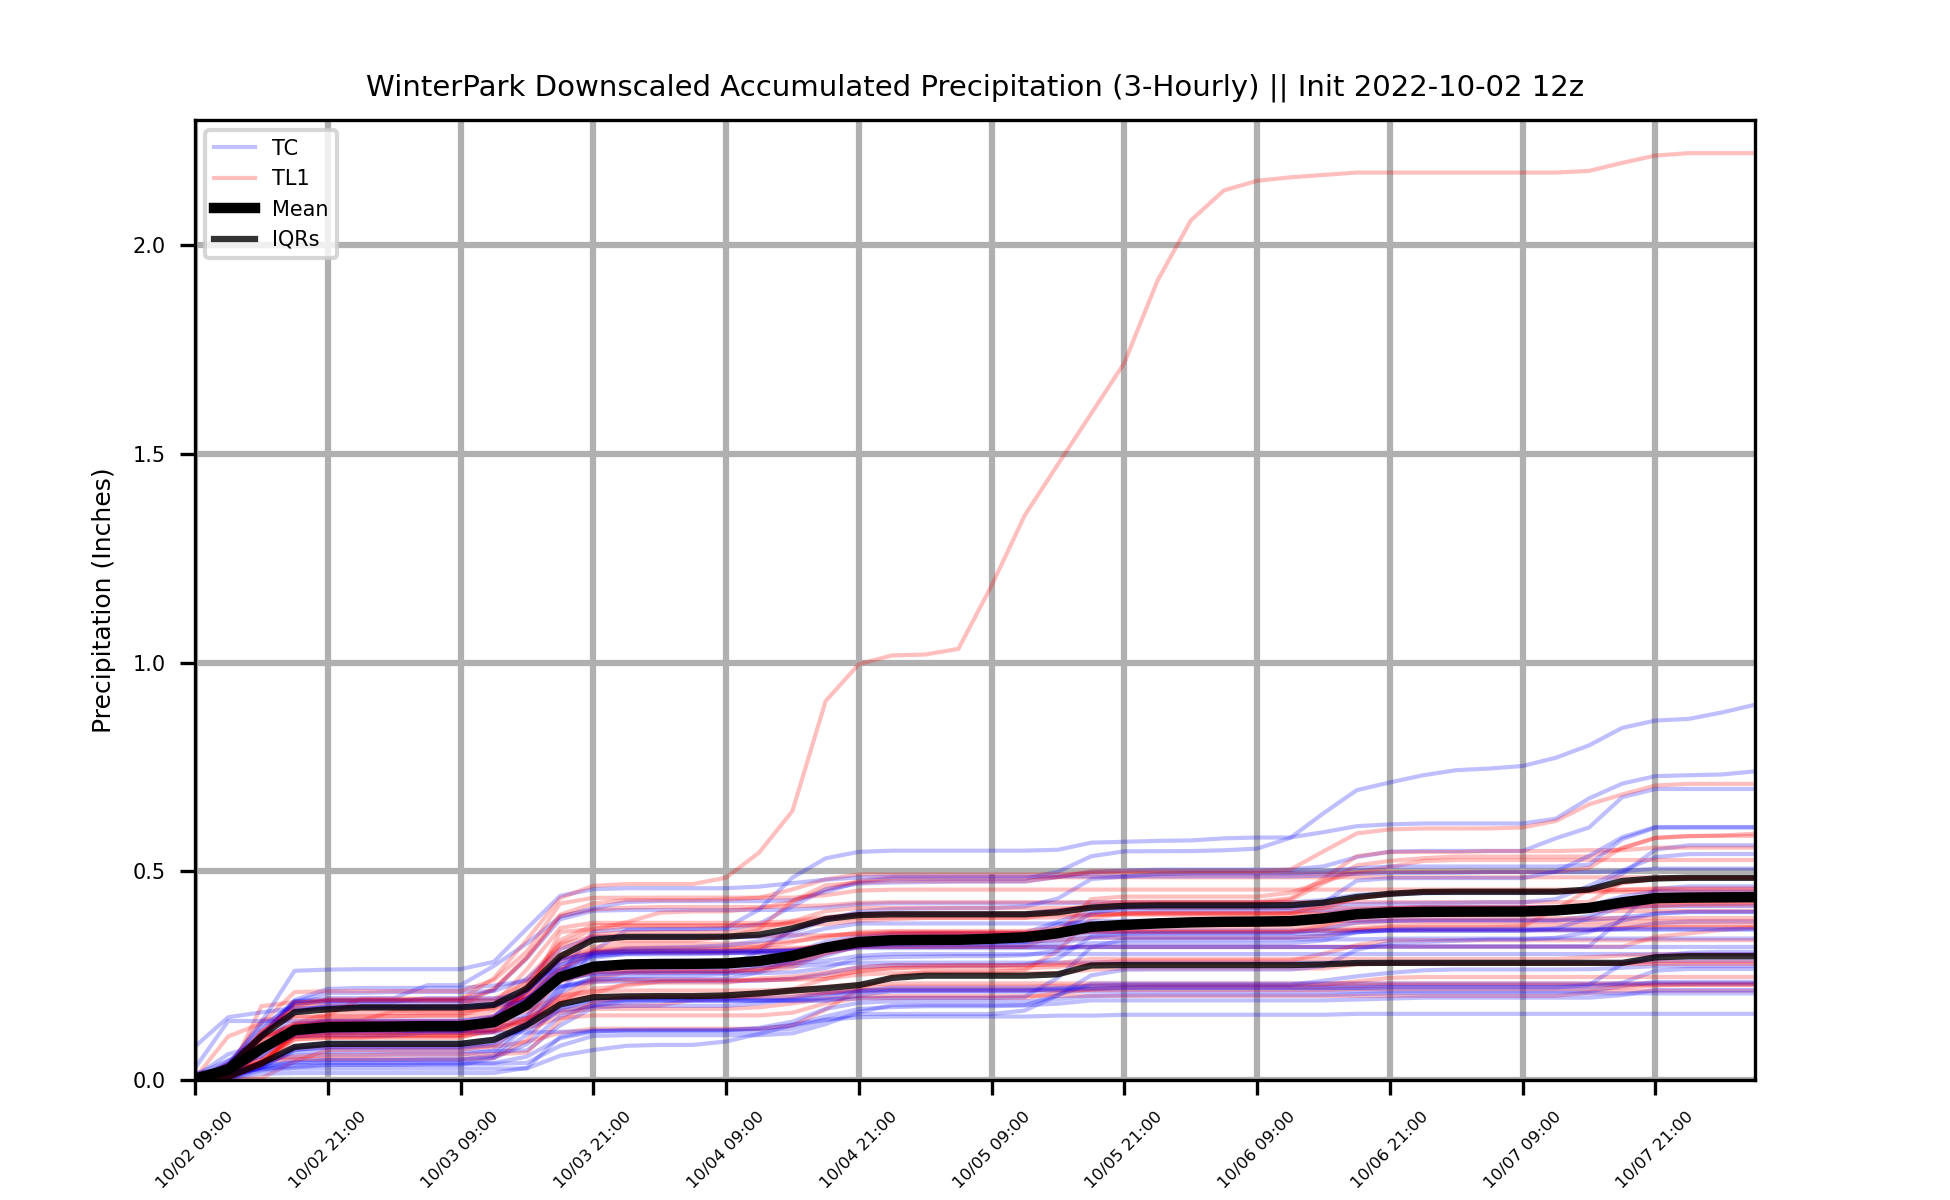 WinterPark Downscaled Accumulated Precipitation (3-Hourly) || Init 2022-10-02 12z
TC
TL1
Mean
IQRs
Precipitation (Inches)
2.0
1.5
1.0
0.5
0.0
10/02 09:00
10/02 21:00
10/03 09:00
10/03 21:00
10/04 09:00
10/04 21:00
10/05 09:00
10/05 21:00
10/06 09:00
10/06 21:00
10/07 09:00
10/07 21:00